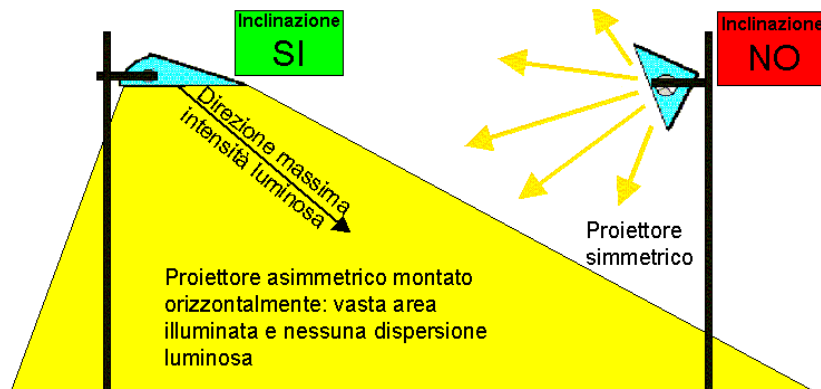 Inclinazione
SI
Inclinazione
NO
Direzione massima
intensità luminosa
Proiettore
simmetrico
Proiettore asimmetrico montato
orizzontalmente: vasta area
illuminata e nessuna dispersione
luminosa